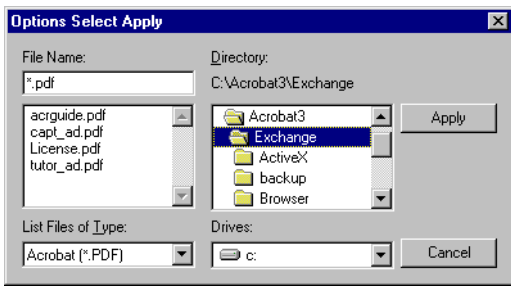 Options Select Apply
File Name:
*.pdf
acrguide.pdf
capt_ad.pdf
License.pdf
tutor_ad.pdf
List Files of Type:
Acrobat (*.PDF)
Directory:
C:\Acrobat3\Exchange
Acrobat3
Exchange
ActiveX
backup
Browser
Drives:
c:
Apply
Cancel